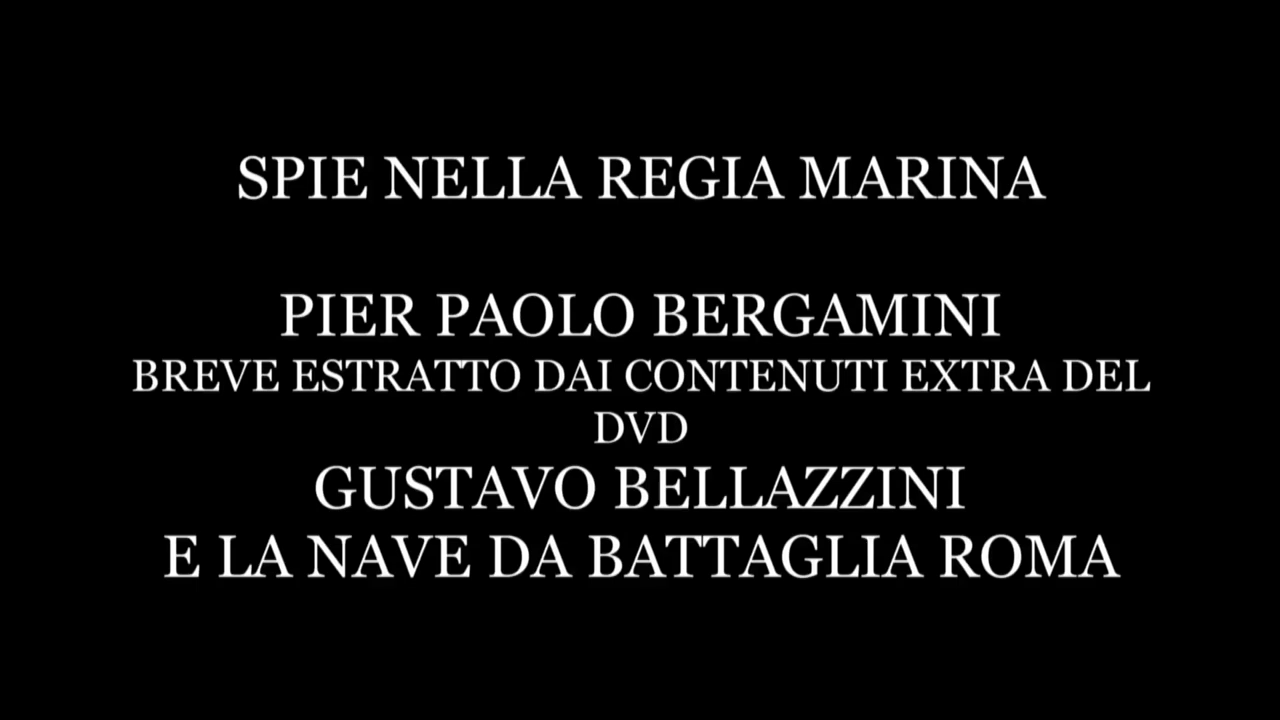 SPIE NELLA REGIA MARINA
PIER PAOLO BERGAMINI
BREVE ESTRATTO DAI CONTENUTI EXTRA DEL
DVD
GUSTAVO BELLAZZINI
E LA NAVE DA BATTAGLIA ROMA